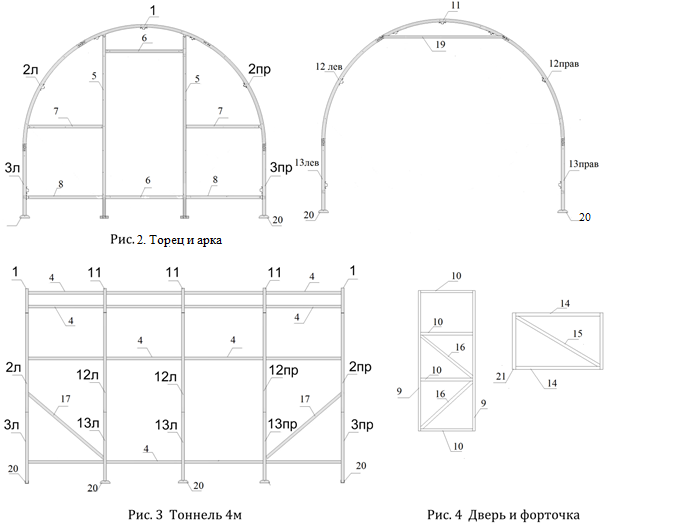 1
6
5
5
2л
2пр
7
7
3л
3пр
8
6
8
20
Рис. 2. Торец и арка
11
19
12 лев
12прав
13лев
13прав
20
20
1
11
11
11
1
4
4
4
4
4
4
2л
12л
12л
12пр
2пр
17
17
3л
13л
13л
13пр
3пр
4
20
20
20
20
Рис. 3 Тоннель 4м
10
10
16
10
9
9
16
10
14
15
21
14
Рис. 4 Дверь и форточка